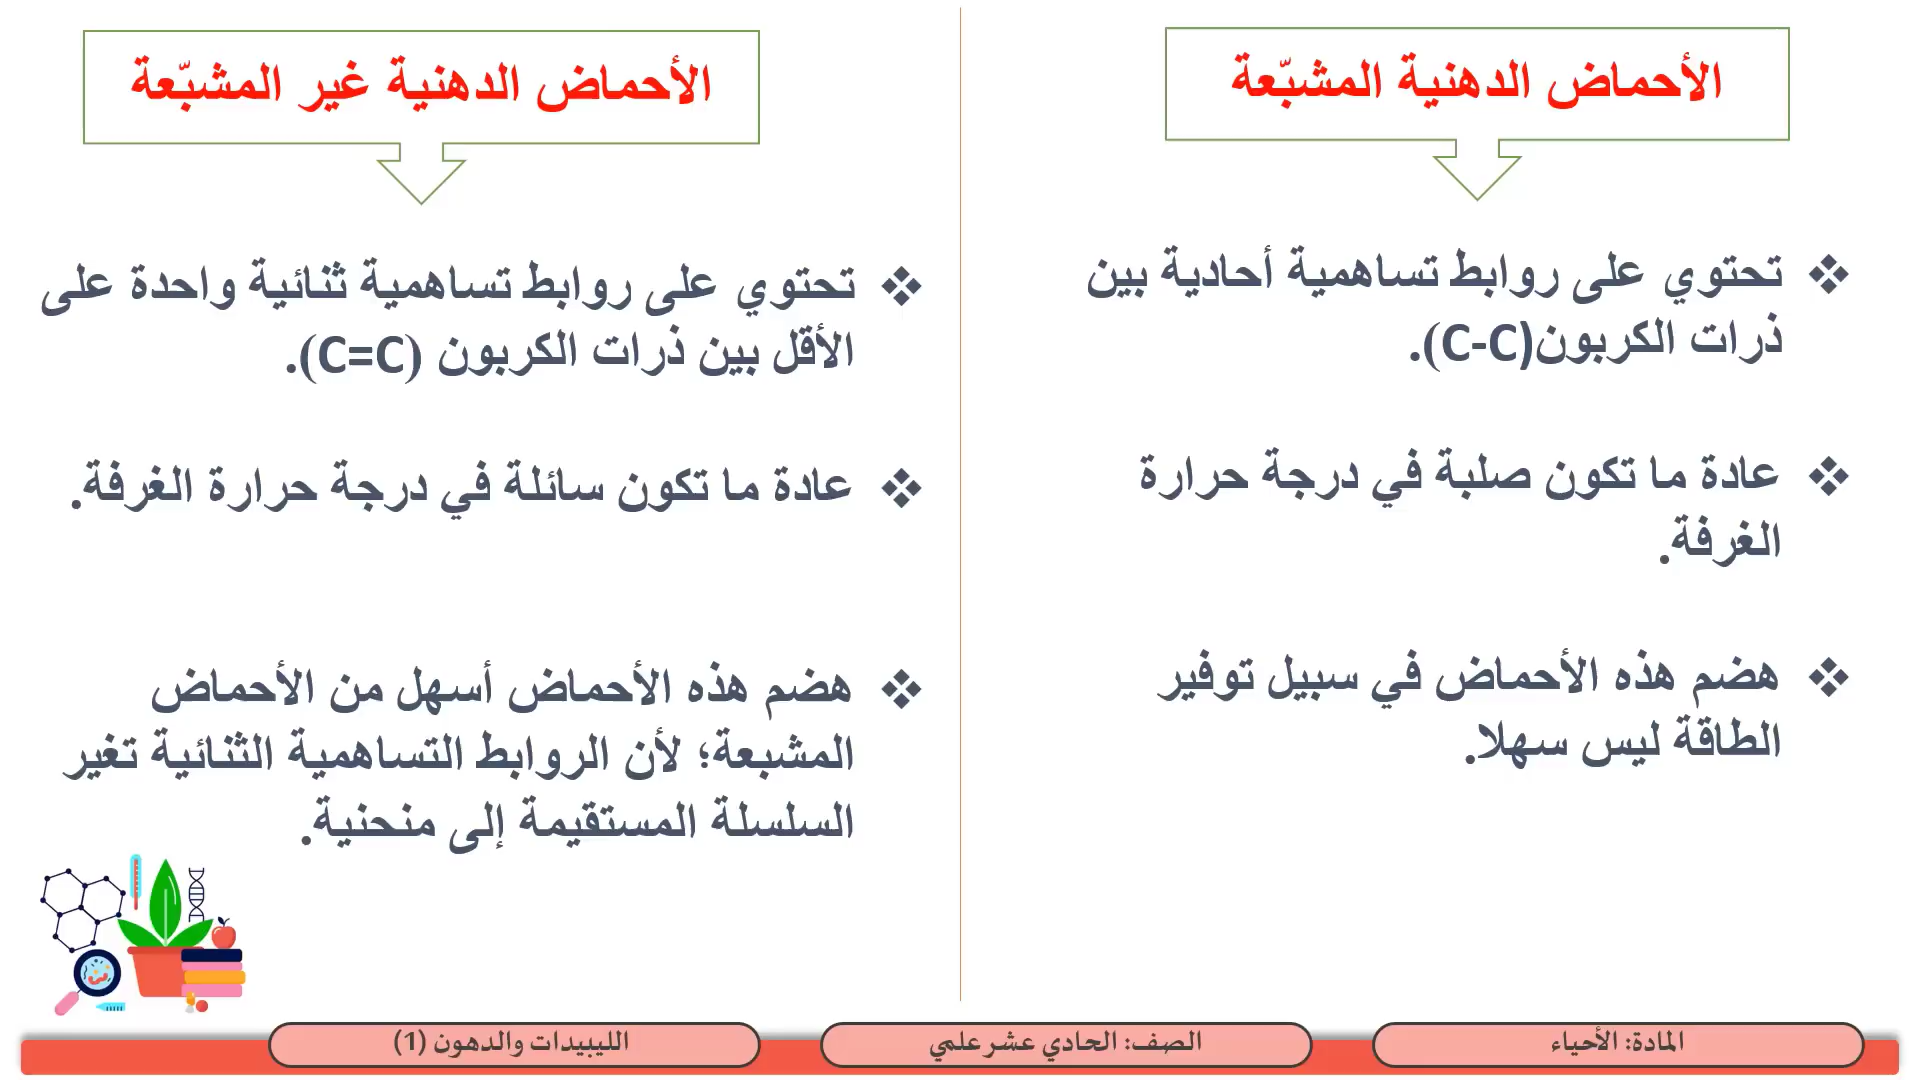 الأحماض الدهنية المشبّعة
❖ تحتوي على روابط تساهمية أحادية بين
ذرات الكربون(C-C).
❖ عادة ما تكون صلبة في درجة حرارة
الغرفة.
❖ هضم هذه الأحماض في سبيل توفير
الطاقة ليس سهلا.
الأحماض الدهنية غير المشبّعة
❖ تحتوي على روابط تساهمية ثنائية واحدة على
الأقل بين ذرات الكربون (C=C).
❖ عادة ما تكون سائلة في درجة حرارة الغرفة.
❖ هضم هذه الأحماض أسهل من الأحماض
المشبعة؛ لأن الروابط التساهمية الثنائية تغير
السلسلة المستقيمة إلى منحنية.
المادة: الأحياء
الصف: الحادي عشر علمي
الليبيدات والدهون (1)